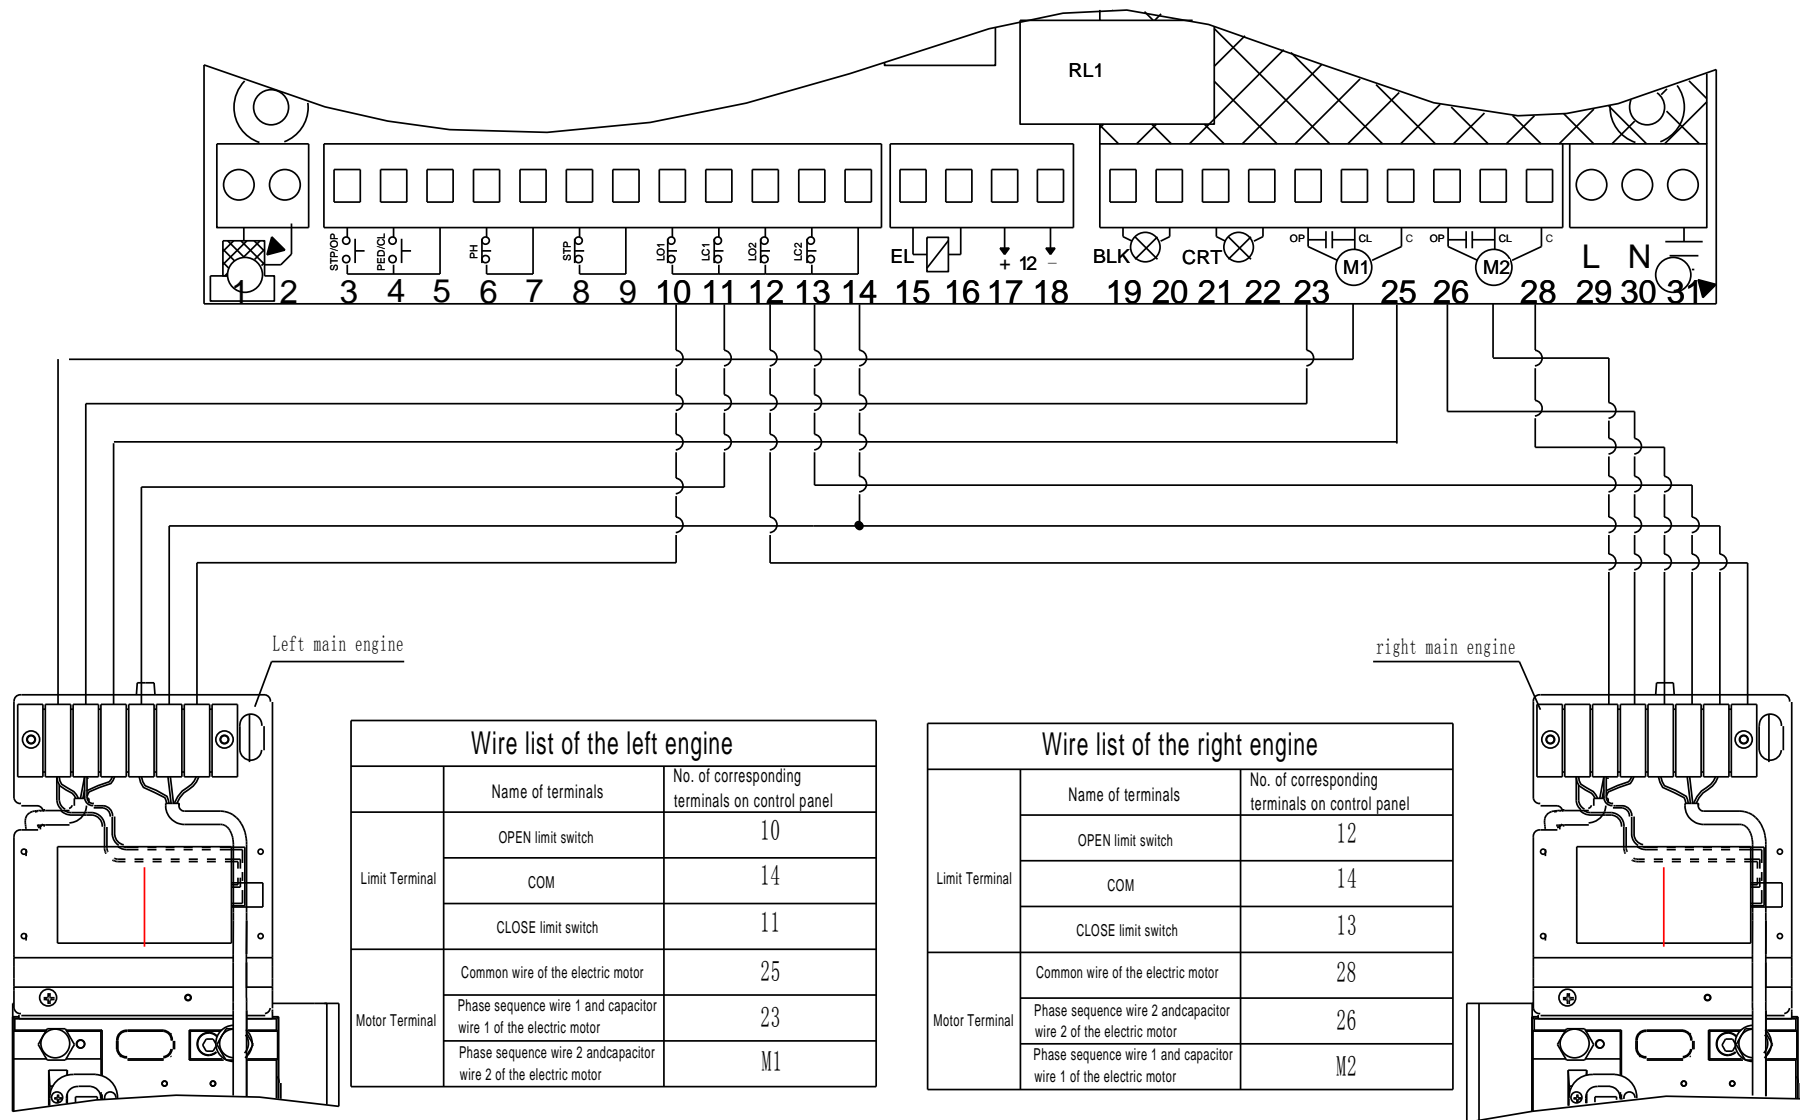 RL1
STP/OP
PED/CL
PH
STP
LO1
LC1
LO2
LC2
EL
+ 12 -
BLK
CRT
OP CL C
M1
OP CL C
M2
L N
1 2 3 4 5 6 7 8 9 10 11 12 13 14 15 16 17 18 19 20 21 22 23 25 26 28 29 30 31
Left main engine
right main engine
Wire list of the left engine
Name of terminals
No. of corresponding
terminals on control panel
Limit Terminal
OPEN limit switch 10
COM 14
CLOSE limit switch 11
Motor Terminal
Common wire of the electric motor 25
Phase sequence wire 1 and capacitor
wire 1 of the electric motor 23
Phase sequence wire 2 andcapacitor
wire 2 of the electric motor M1
Wire list of the right engine
Name of terminals
No. of corresponding
terminals on control panel
Limit Terminal
OPEN limit switch 12
COM 14
CLOSE limit switch 13
Motor Terminal
Common wire of the electric motor 28
Phase sequence wire 2 andcapacitor
wire 2 of the electric motor 26
Phase sequence wire 1 and capacitor
wire 1 of the electric motor M2